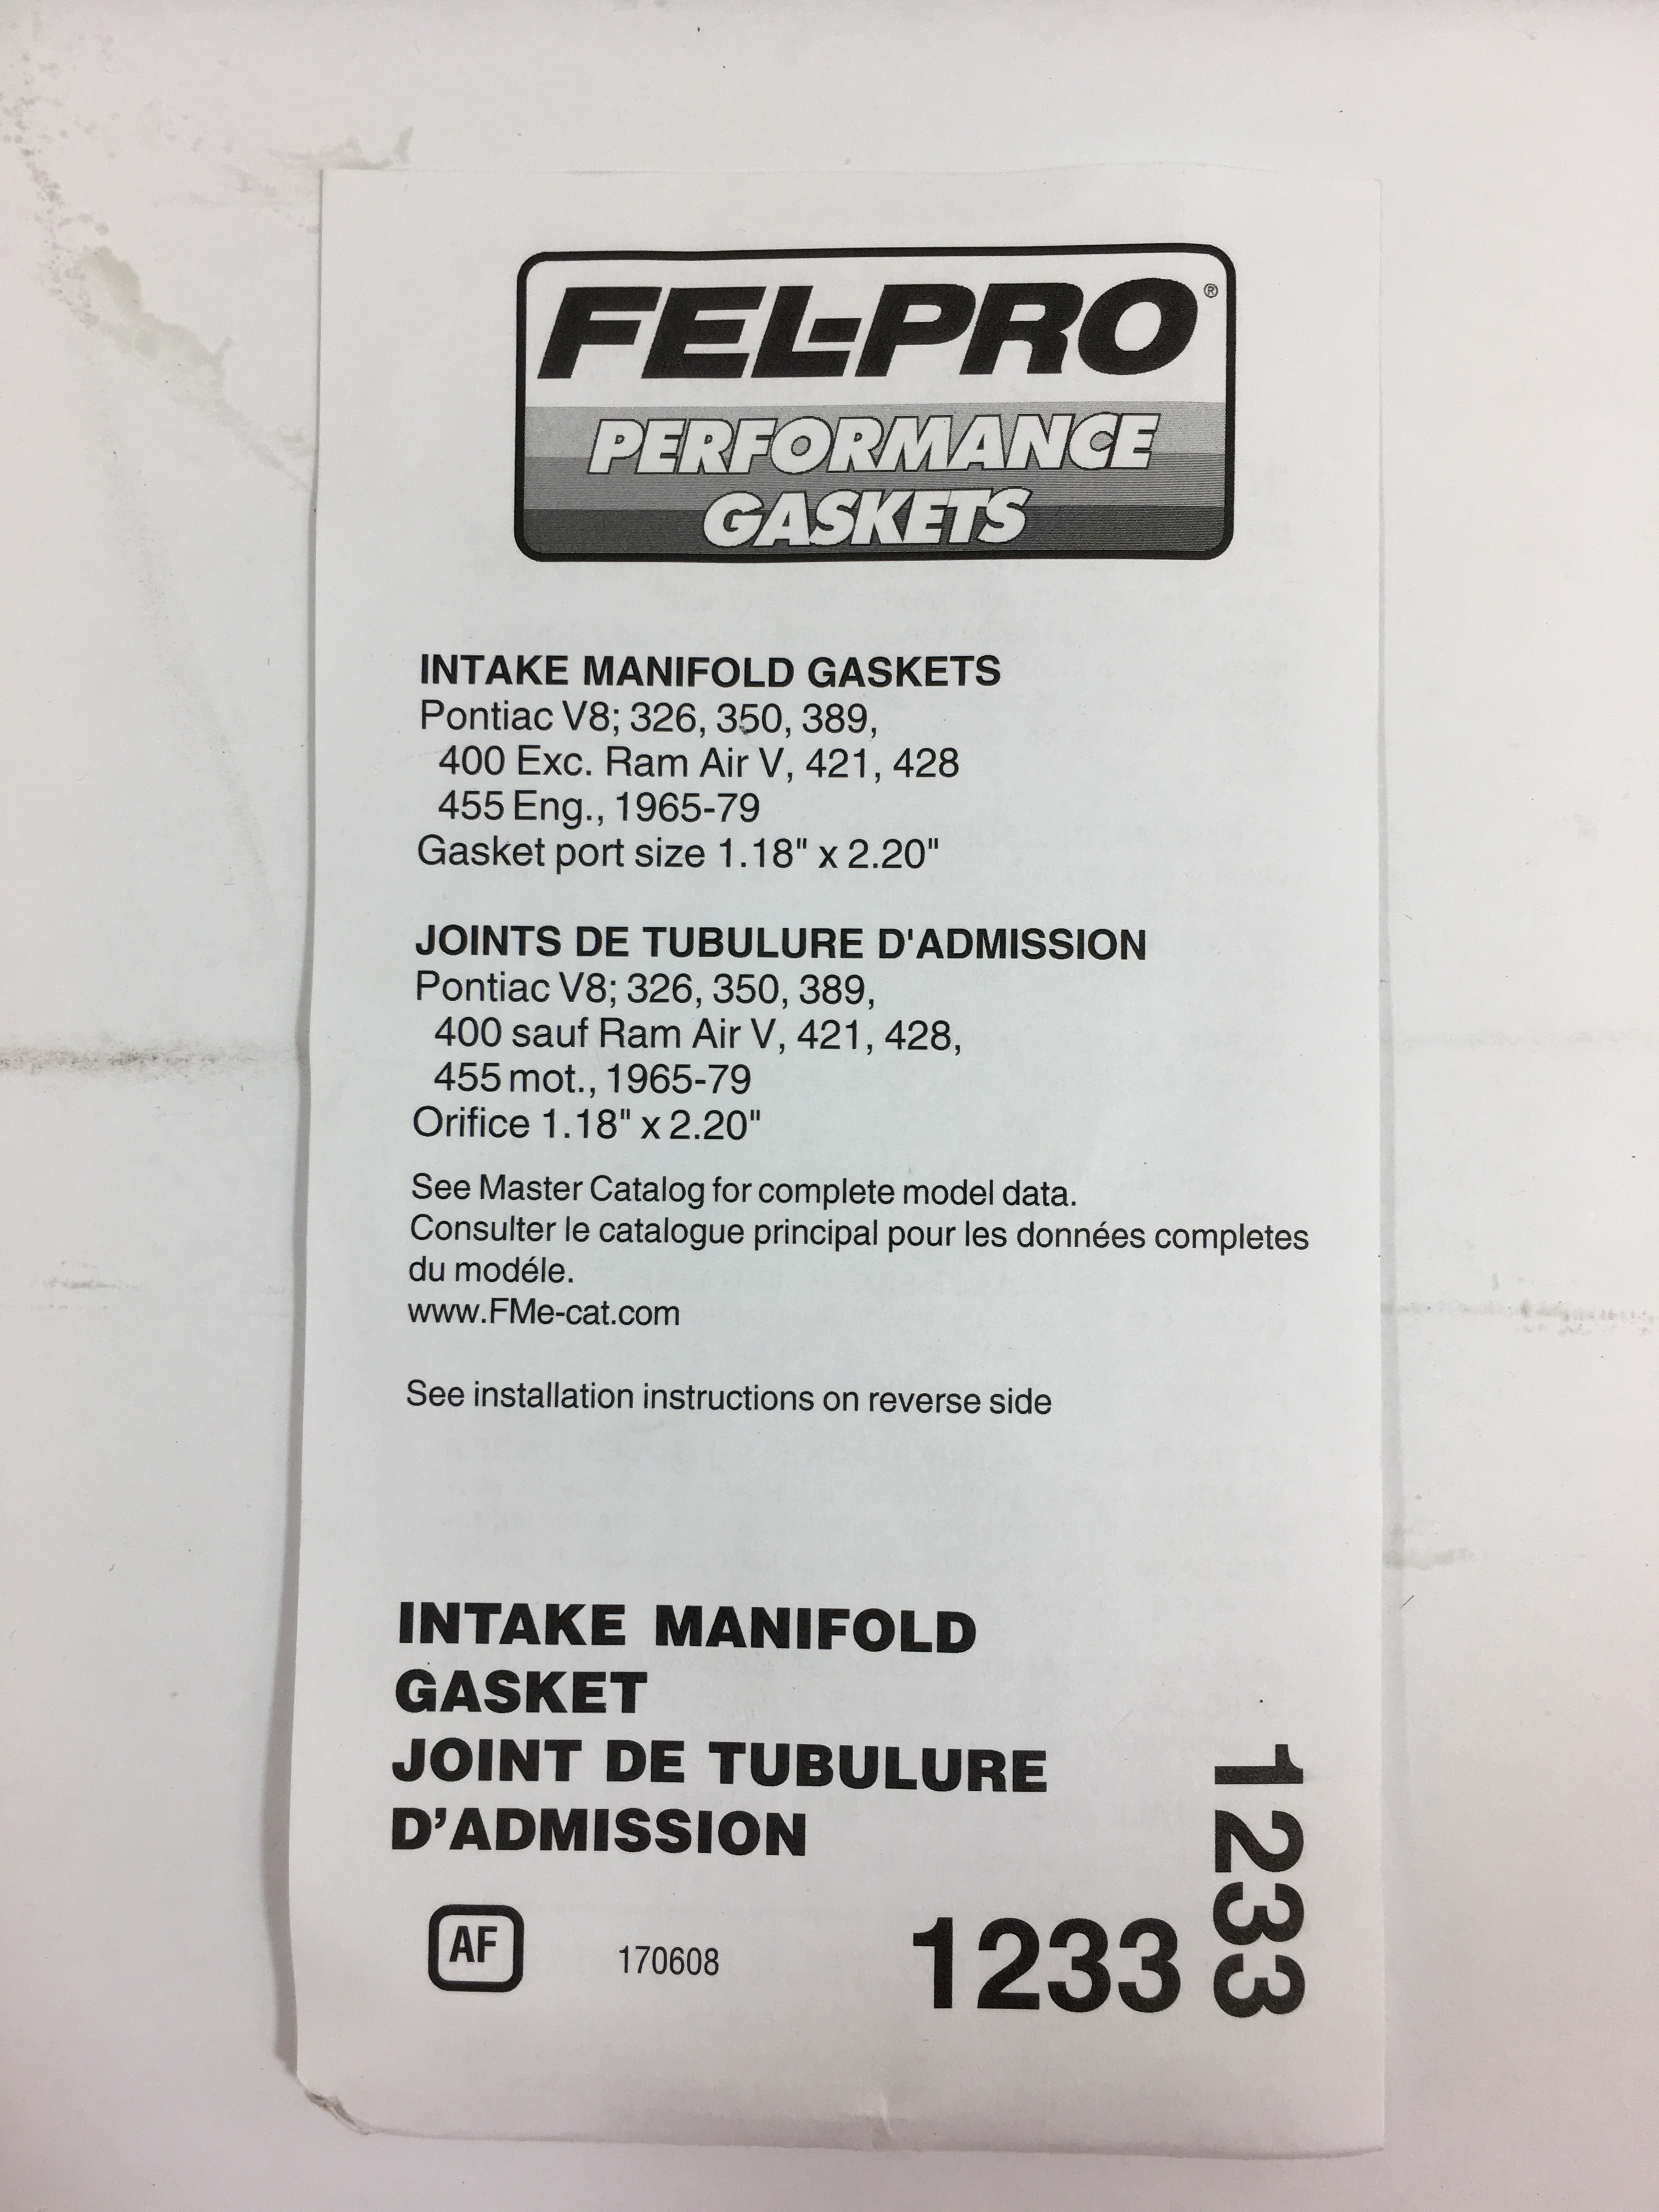 FEL-PRO®
PERFORMANCE
GASKETS
INTAKE MANIFOLD GASKETS
Pontiac V8; 326, 350, 389,
400 Exc. Ram Air V, 421, 428
455 Eng., 1965-79
Gasket port size 1.18" x 2.20"
JOINTS DE TUBULURE D'ADMISSION
Pontiac V8; 326, 350, 389,
400 sauf Ram Air V, 421, 428,
455 mot., 1965-79
Orifice 1.18" x 2.20"
See Master Catalog for complete model data.
Consulter le catalogue principal pour les données completes
du modéle.
www.FMe-cat.com
See installation instructions on reverse side
INTAKE MANIFOLD
GASKET
JOINT DE TUBULURE
D’ADMISSION
AF
170608
1233
1233